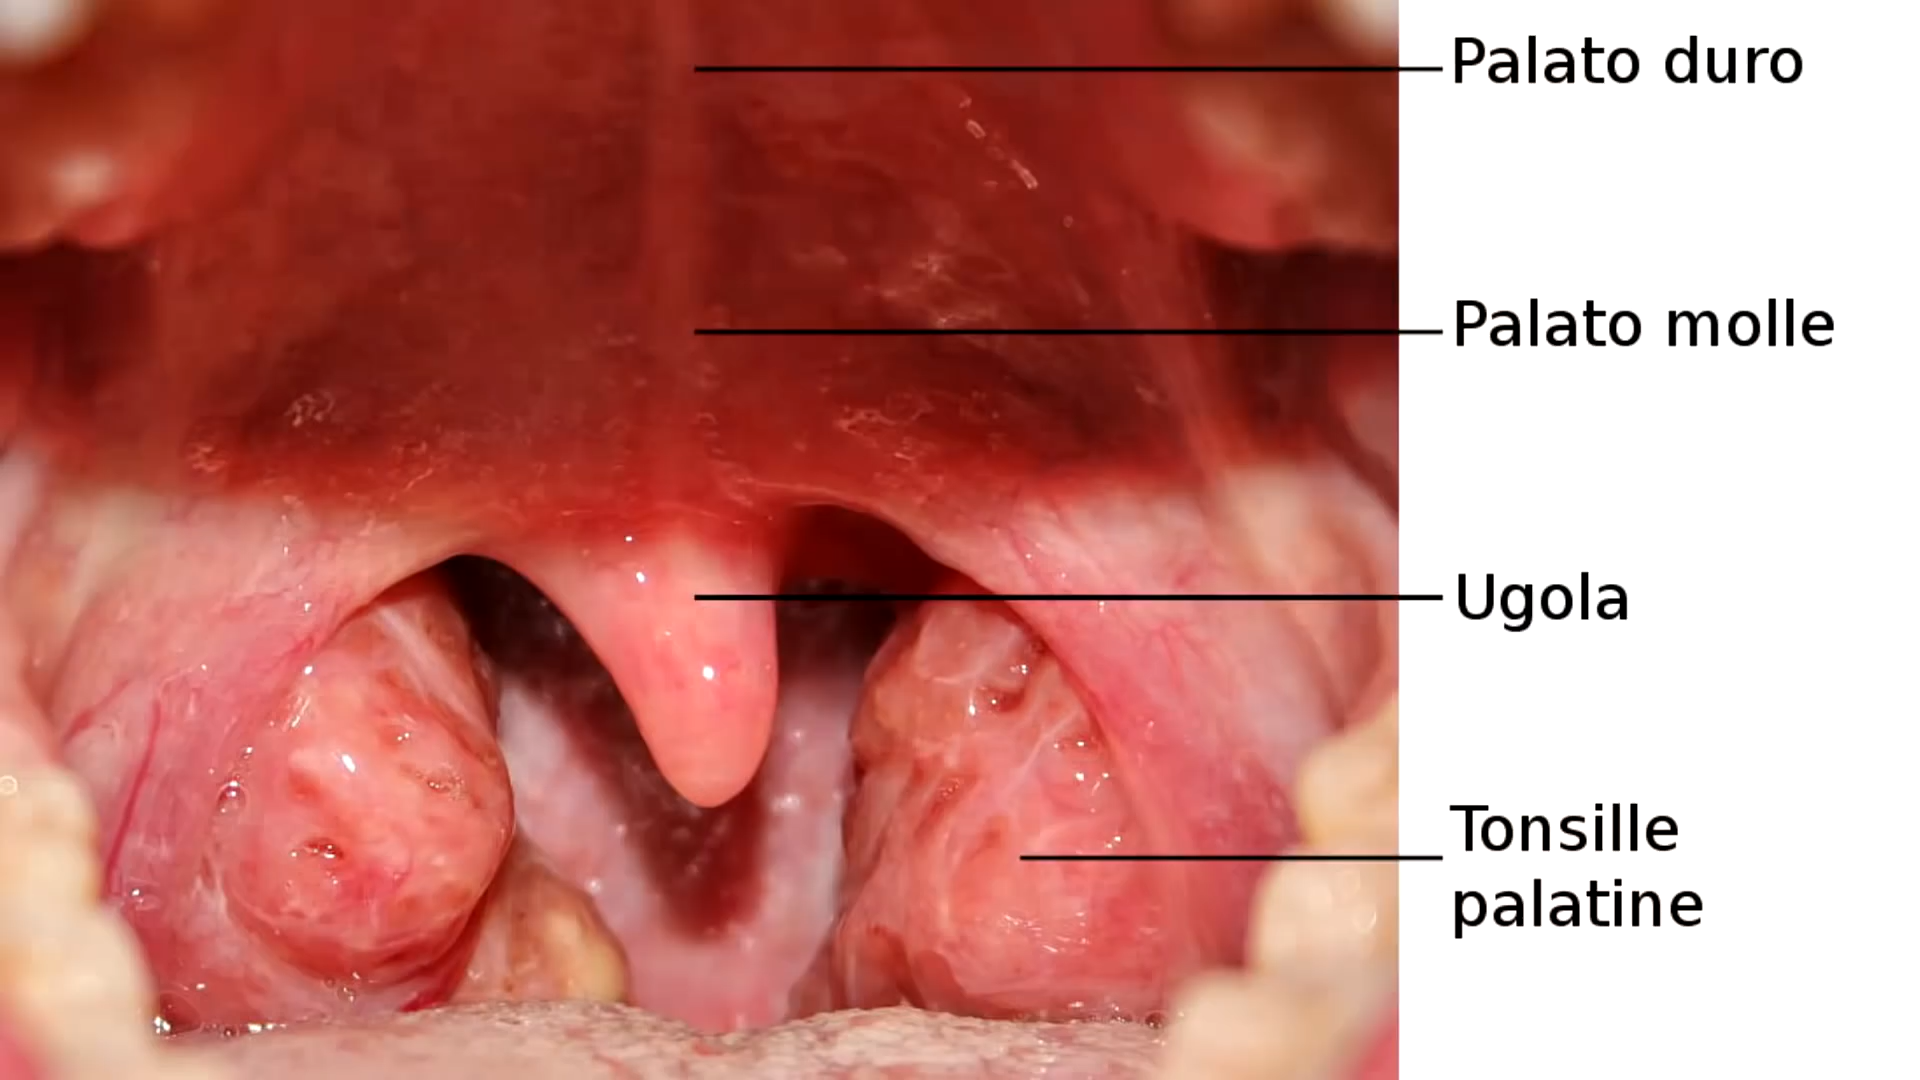 Palato duro
Palato molle
Ugola
Tonsille
palatine